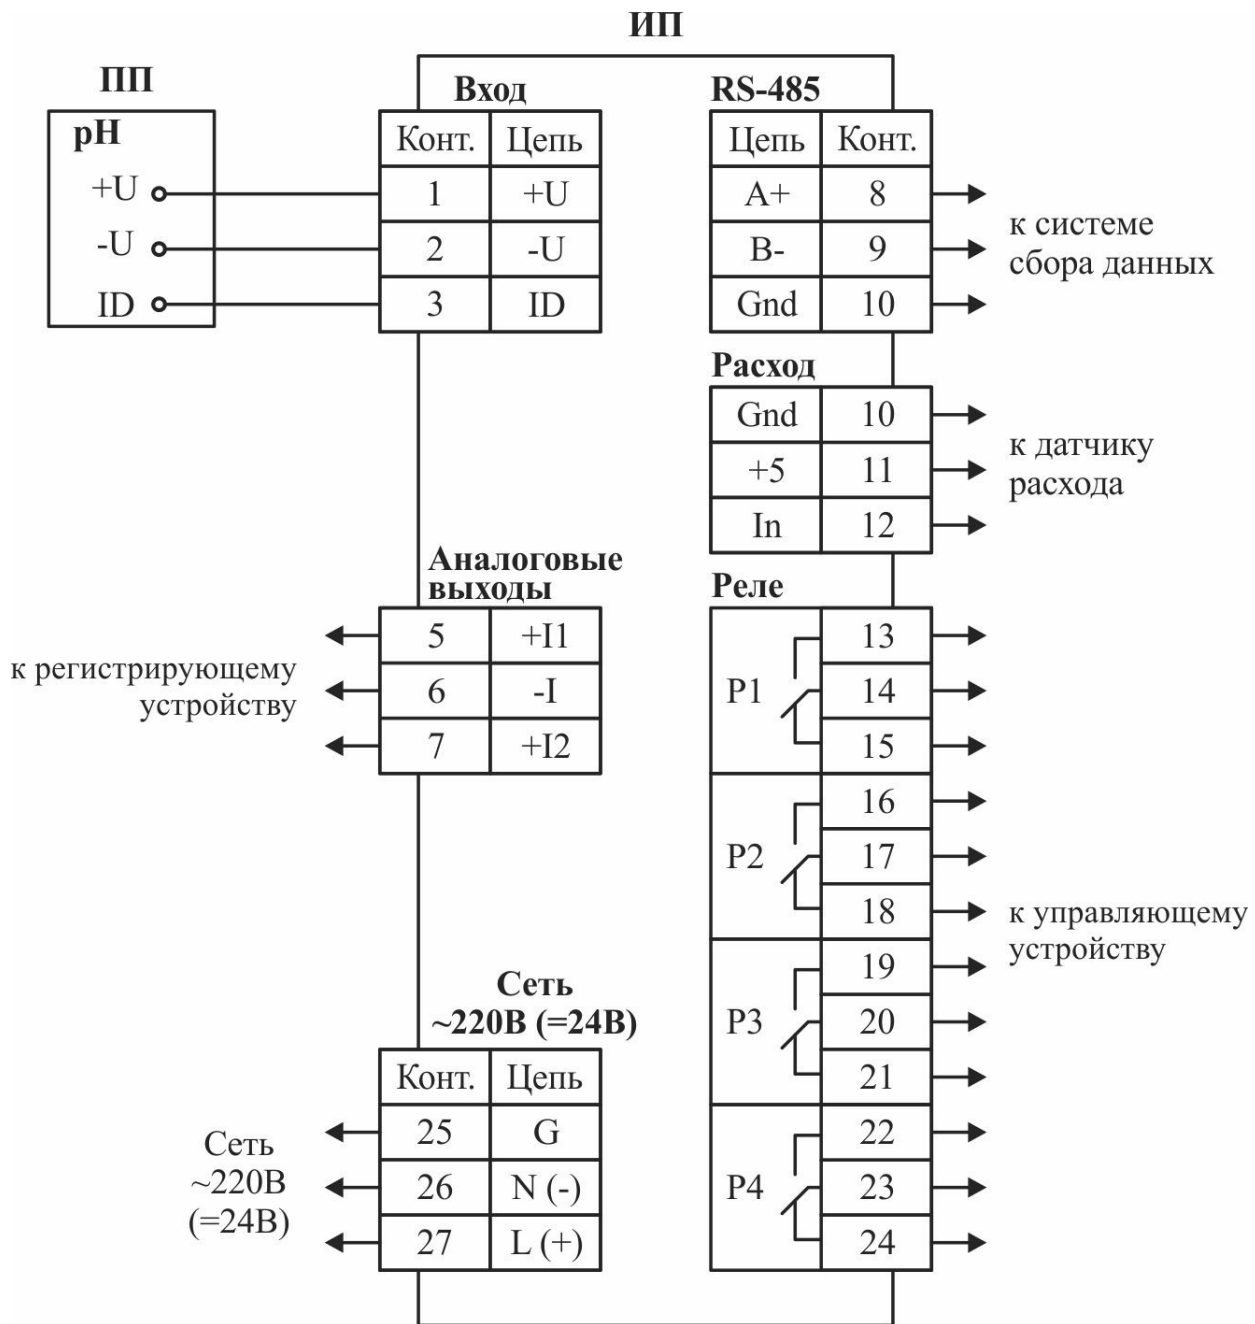 ИП
ПП
pH
+U
-U
ID
Вход
Конт. Цепь
1 +U
2 -U
3 ID
RS-485
Цепь Конт.
A+ 8
B- 9
Gnd 10
к системе
сбора данных
Расход
Gnd 10
+5 11
In 12
к датчику
расхода
Аналоговые
выходы
5 +I1
6 -I
7 +I2
к регистрирующему
устройству
Реле
P1
13
14
15
P2
16
17
18
P3
19
20
21
P4
22
23
24
к управляющему
устройству
Сеть
~220В (=24В)
Конт. Цепь
25 G
26 N (-)
27 L (+)
Сеть
~220В
(=24В)